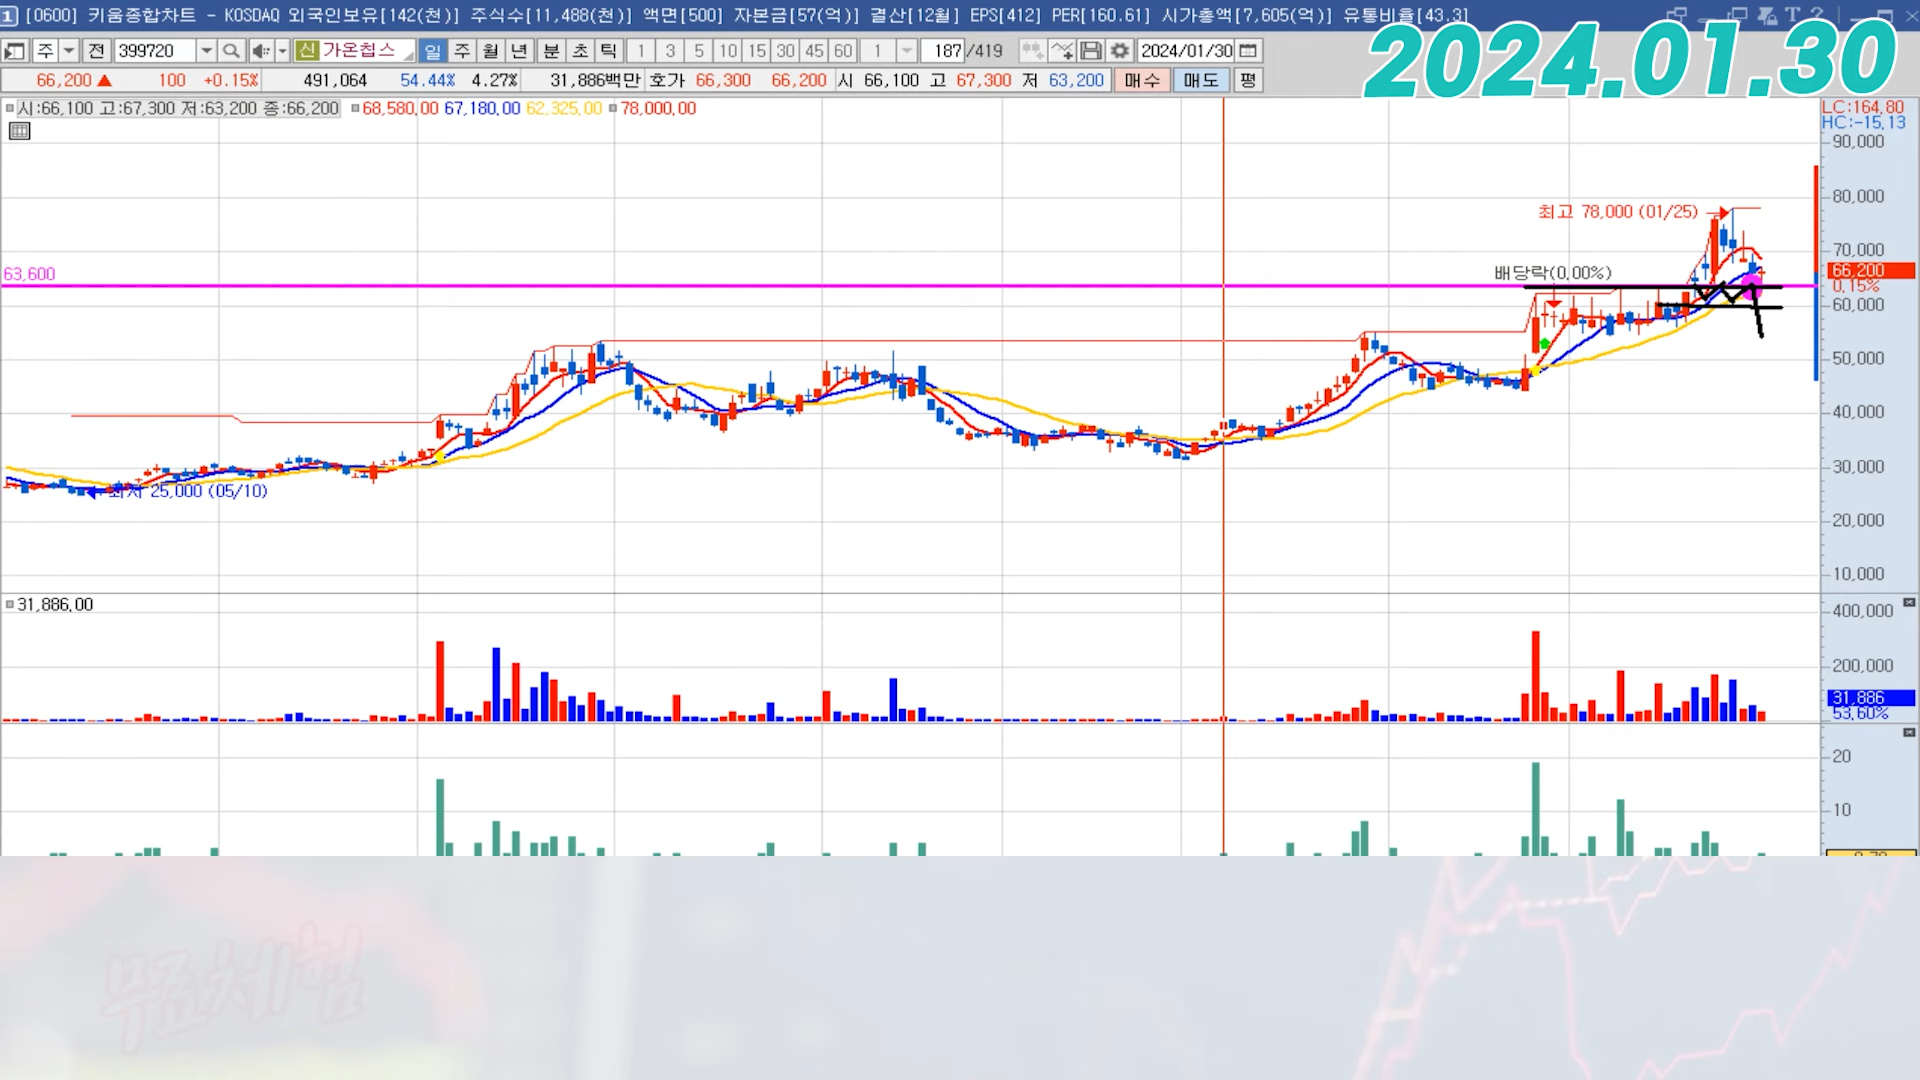 1 [0600] 키움종합차트 - KOSDAQ 외국인보유[142(천)] 주식수[11,488(천)] 액면[500] 자본금[57(억)] 결산[12월] EPS[412] PER[160.61] 시가총액[7,605(억)] 유통비율[43.3]
2024.01.30
주 전 399720 신 가온칩스 일 주 월 년 분 초 틱 1 3 5 10 15 30 45 60 1 187 /419 2024/01/30
66,200 ▲ 100 +0.15% 491,064 54.44% 4.27% 31,886백만 호가 66,300 66,200 시 66,100 고 67,300 저 63,200 매수 매도 평
시:66,100 고:67,300 저:63,200 종:66,200 68,580,00 67,180,00 62,325,00 78,000,00
LC:164,80
HC:-15,13
90,000
80,000
최고 78,000 (01/25)
70,000
배당락(0,00%)
63,600
66,200
0,15%
60,000
50,000
40,000
30,000
25,000 (05/10)
20,000
10,000
31,886,00
400,000
200,000
31,886
53,60%
20
10
무료체험